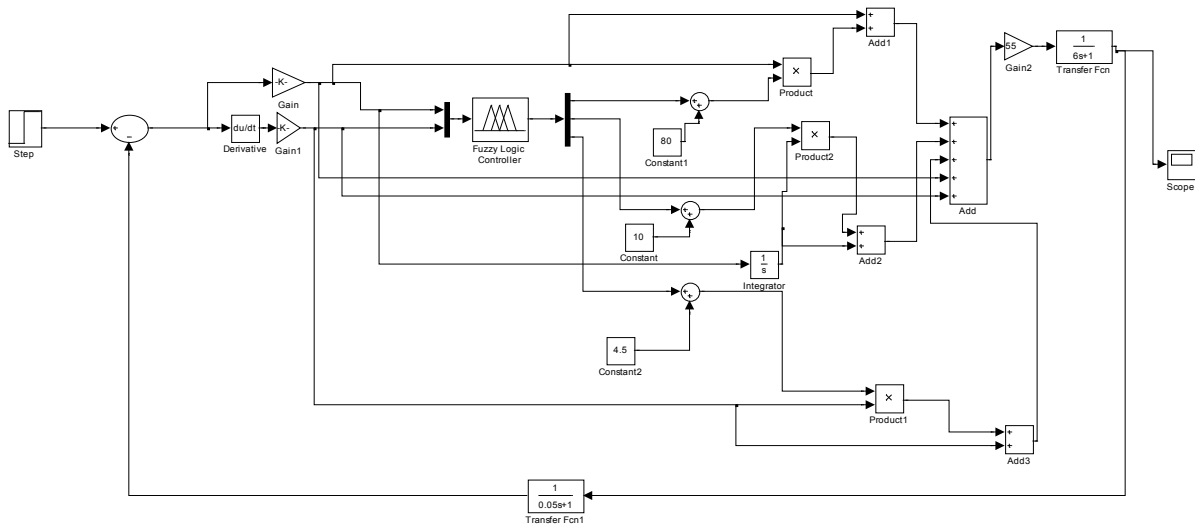 Step
du/dt
Derivative
-K-
Gain
-K-
Gain1
Fuzzy Logic
Controller
80
Constant1
10
Constant
4.5
Constant2
×
Product
×
Product2
1
s
Integrator
Add1
Add2
×
Product1
Add3
Add
55
Gain2
1
6s+1
Transfer Fcn
Scope
1
0.05s+1
Transfer Fcn1